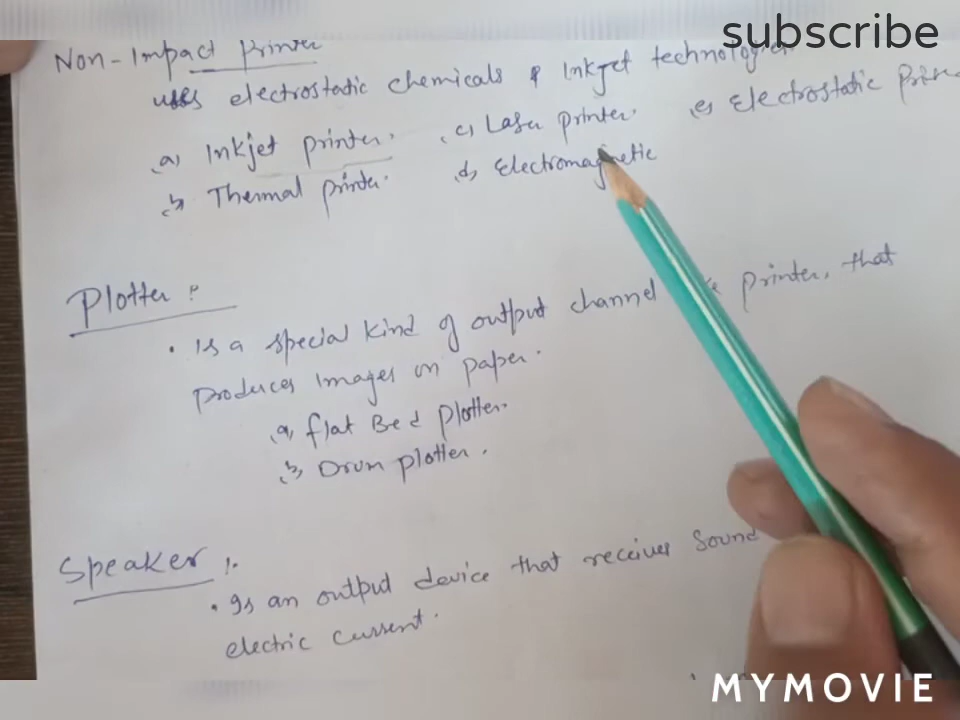 subscribe
Non-Impact Printer
uses electrostatic chemicals & Inkjet technologies
(a) Inkjet printer. (c) Laser printer. (e) Electrostatic Prin
(b) Thermal printer. (d) Electromagnetic
Plotter :
• Is a special kind of output channel printer, that
produces images on paper.
(a) flat Bed plotter.
(b) Drum plotter.
Speaker :-
• Is an output device that receives sound
electric current.
MYMOVIE